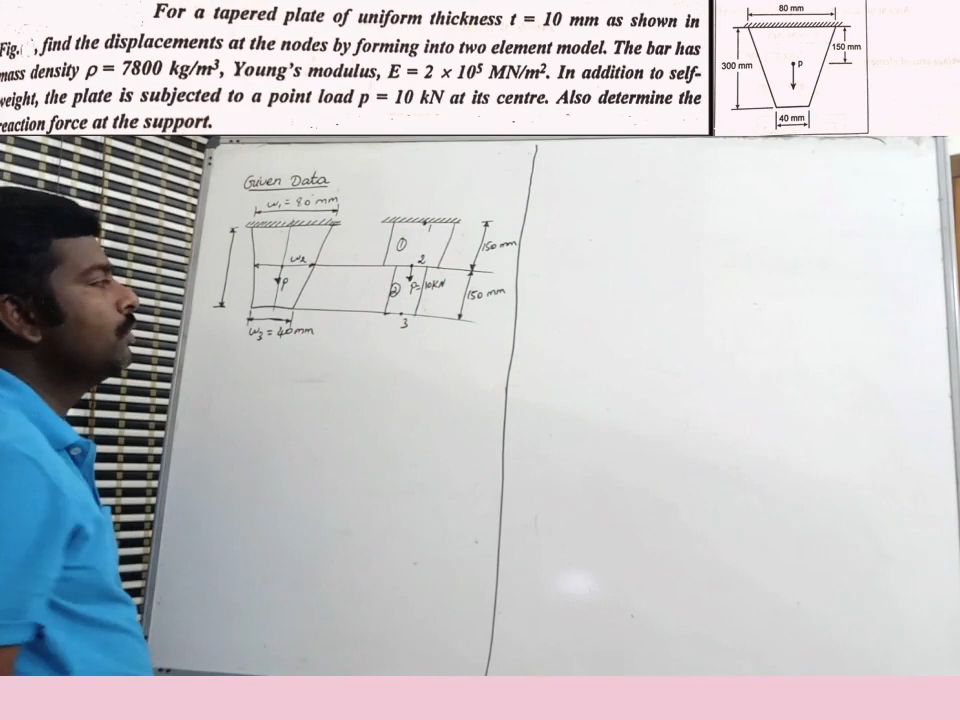 For a tapered plate of uniform thickness t = 10 mm as shown in
Fig. , find the displacements at the nodes by forming into two element model. The bar has
mass density ρ = 7800 kg/m³, Young's modulus, E = 2 × 10⁵ MN/m². In addition to self-
weight, the plate is subjected to a point load p = 10 kN at its centre. Also determine the
reaction force at the support.
80 mm
150 mm
300 mm
P
40 mm
Given Data
w₁ = 80 mm
w₂
P
w₃ = 40 mm
1
①
150 mm
2
② P=10KN
150 mm
3